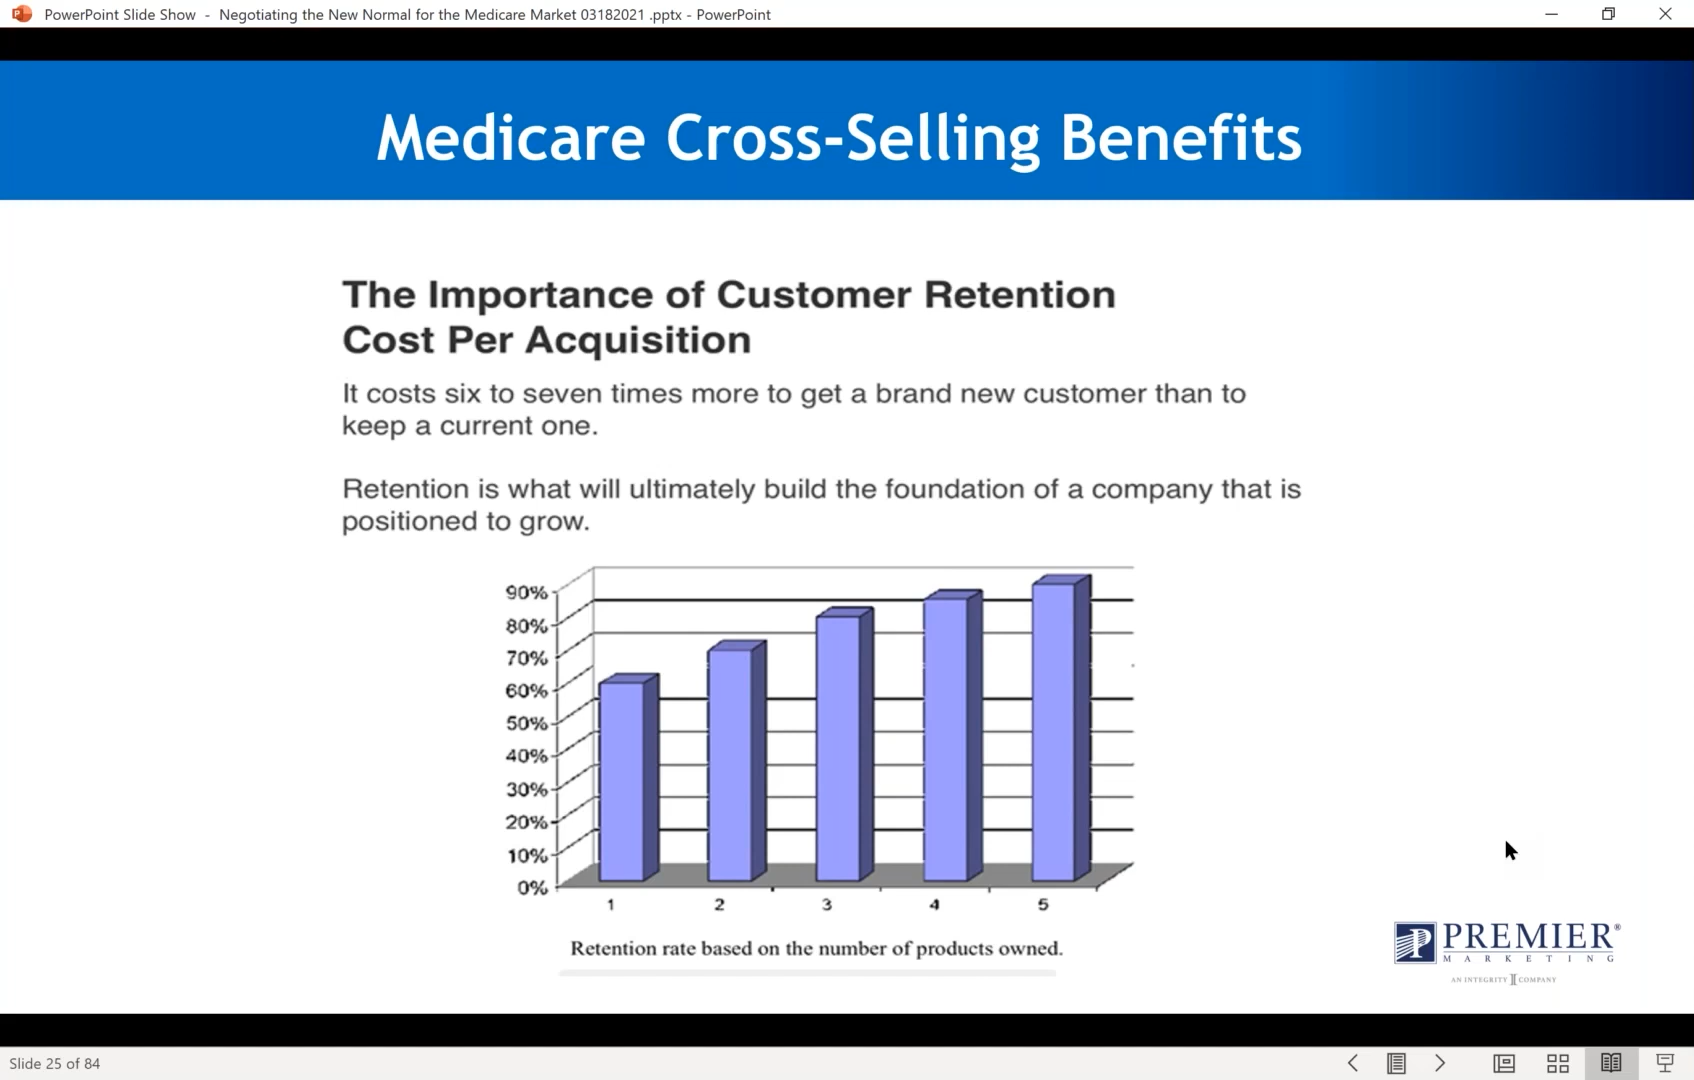 PowerPoint Slide Show - Negotiating the New Normal for the Medicare Market 03182021 .pptx - PowerPoint
Medicare Cross-Selling Benefits
The Importance of Customer Retention
Cost Per Acquisition
It costs six to seven times more to get a brand new customer than to
keep a current one.
Retention is what will ultimately build the foundation of a company that is
positioned to grow.
90%
80%
70%
60%
50%
40%
30%
20%
10%
0%
1 2 3 4 5
Retention rate based on the number of products owned.
PREMIER®
MARKETING
AN INTEGRITY COMPANY
Slide 25 of 84